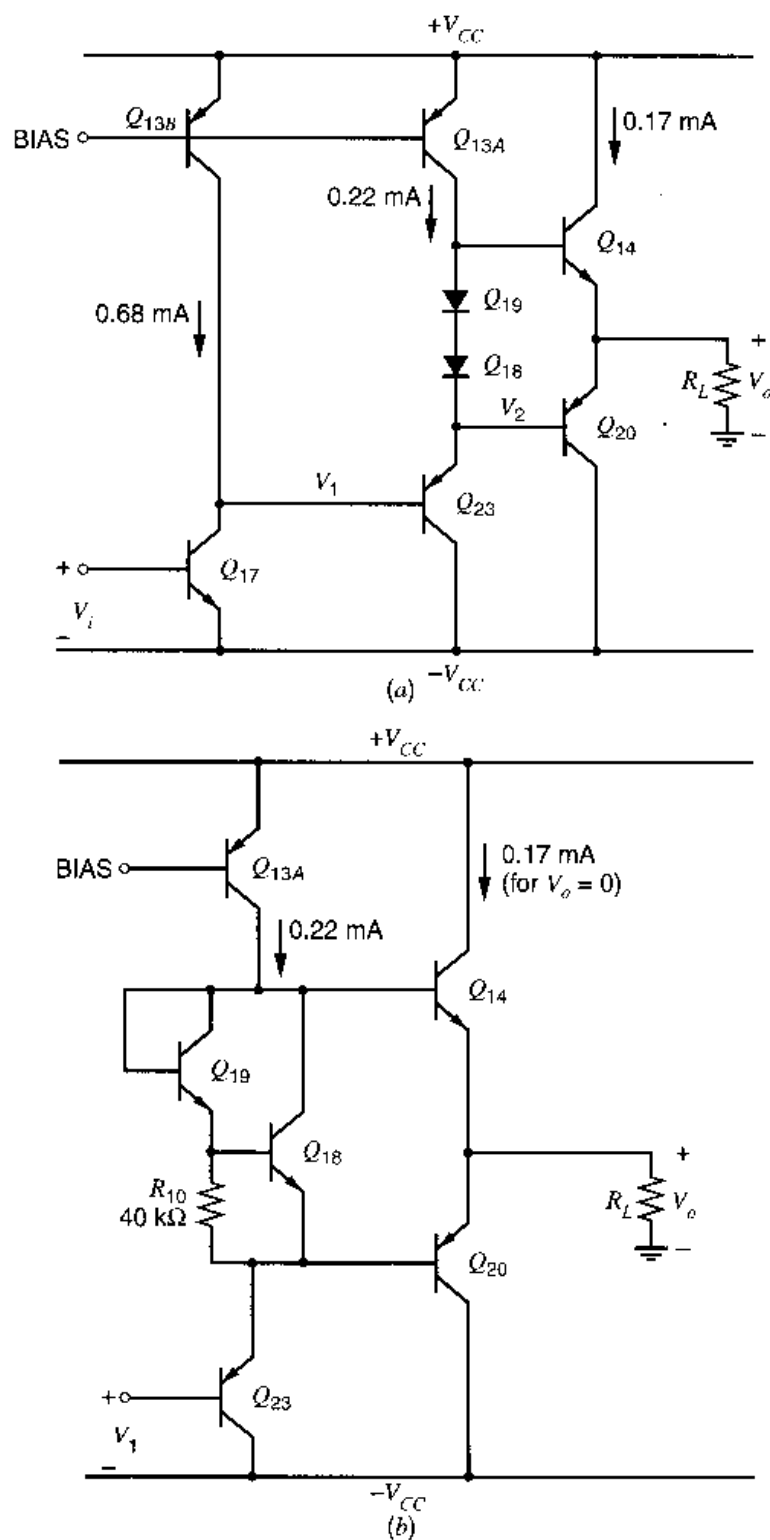 +V_CC
Q_13B
BIAS
Q_13A
0.17 mA
0.22 mA
Q_14
Q_19
0.68 mA
Q_18
+
R_L
V_o
−
V_2
Q_20
V_1
Q_23
+
Q_17
V_i
−
−V_CC
(a)
+V_CC
BIAS
Q_13A
0.17 mA
(for V_o = 0)
0.22 mA
Q_14
Q_19
Q_18
+
R_10
40 kΩ
R_L
V_o
−
Q_20
+
Q_23
V_1
−
−V_CC
(b)